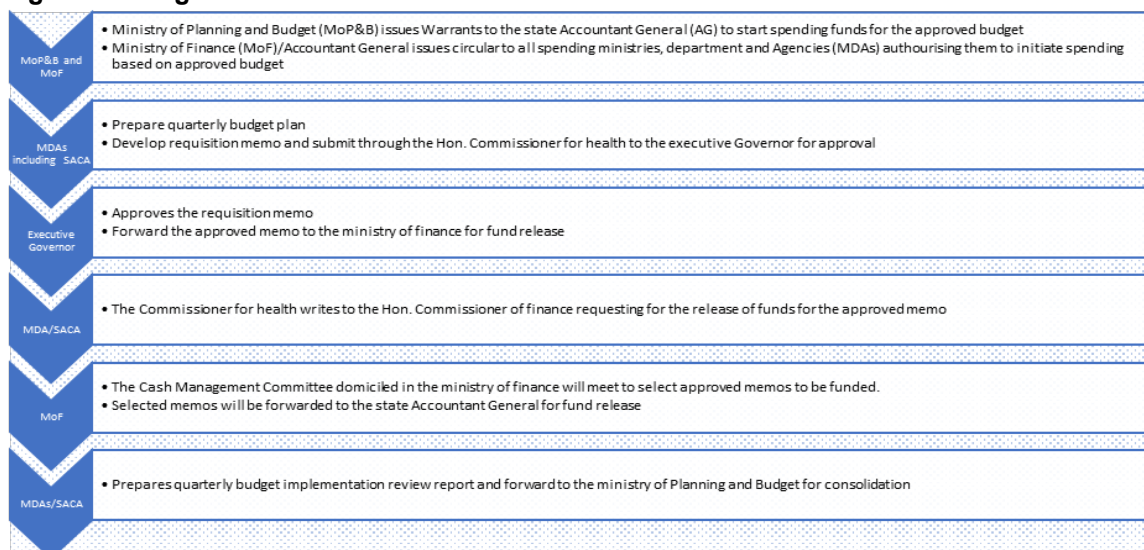 • Ministry of Planning and Budget (MoP&B) issues Warrants to the state Accountant General (AG) to start spending funds for the approved budget
• Ministry of Finance (MoF)/Accountant General issues circular to all spending ministries, department and Agencies (MDAs) authourising them to initiate spending
based on approved budget
MoP&B and
MoF
• Prepare quarterly budget plan
• Develop requisition memo and submit through the Hon. Commissioner for health to the executive Governor for approval
MDAs
including SACA
• Approves the requisition memo
• Forward the approved memo to the ministry of finance for fund release
Executive
Governor
• The Commissioner for health writes to the Hon. Commissioner of finance requesting for the release of funds for the approved memo
MDA/SACA
• The Cash Management Committee domiciled in the ministry of finance will meet to select approved memos to be funded.
• Selected memos will be forwarded to the state Accountant General for fund release
MoF
• Prepares quarterly budget implementation review report and forward to the ministry of Planning and Budget for consolidation
MDAs/SACA